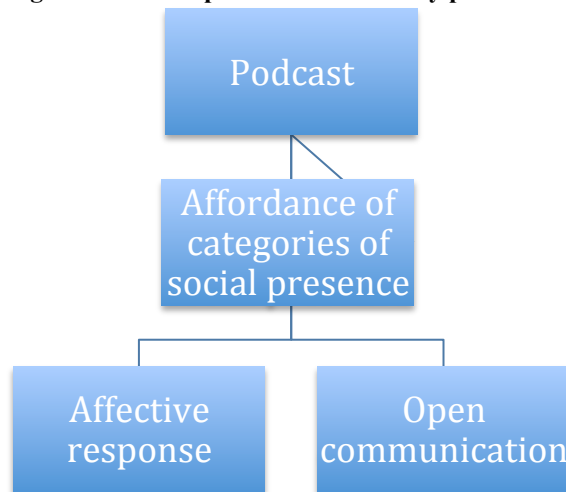 Podcast
Affordance of
categories of
social presence
Affective
response
Open
communication